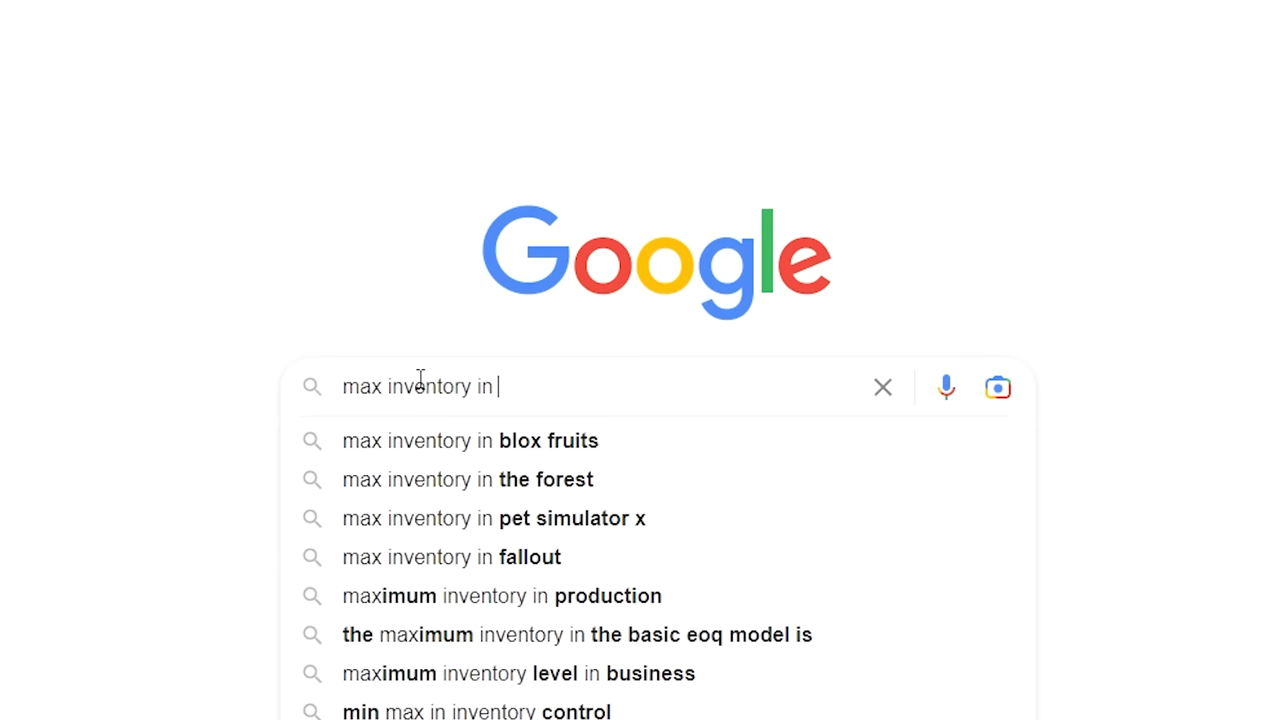 Google
max inventory in
max inventory in blox fruits
max inventory in the forest
max inventory in pet simulator x
max inventory in fallout
maximum inventory in production
the maximum inventory in the basic eoq model is
maximum inventory level in business
min max in inventory control